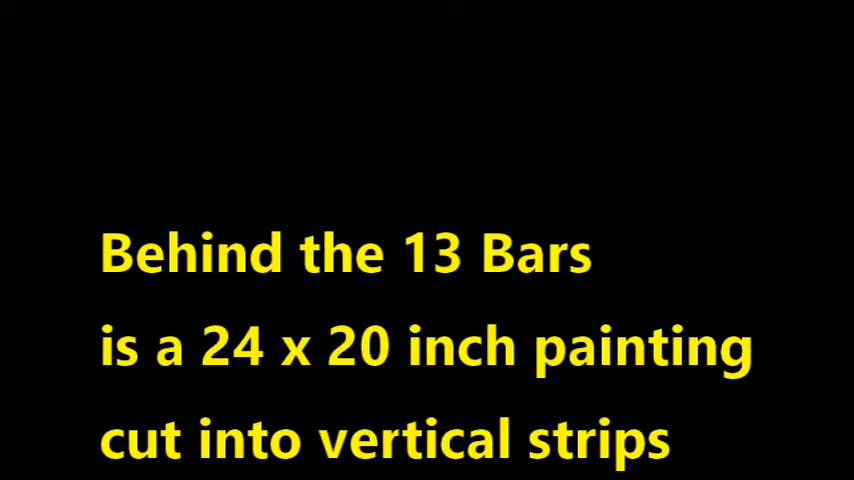 Behind the 13 Bars
is a 24 x 20 inch painting
cut into vertical strips